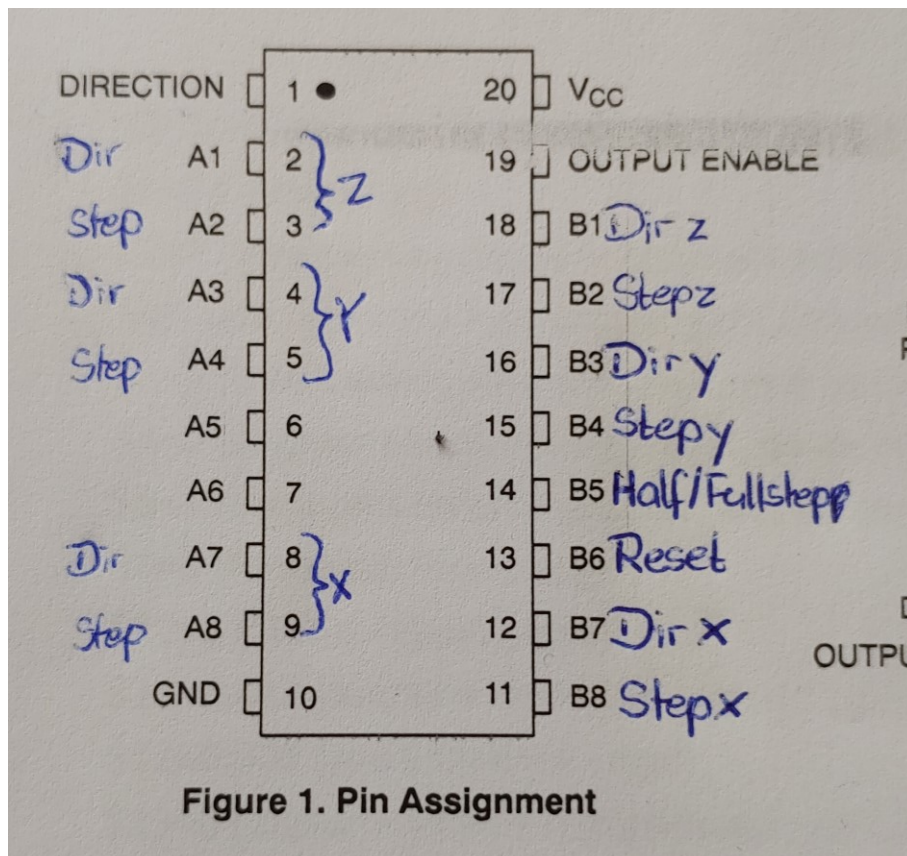 DIRECTION 1 20 VCC
Dir A1 2 Z 19 OUTPUT ENABLE
Step A2 3 18 B1 Dir z
Dir A3 4 Y 17 B2 Step z
Step A4 5 16 B3 Dir y
A5 6 15 B4 Step y
A6 7 14 B5 Half/Fullstepp
Dir A7 8 X 13 B6 Reset
Step A8 9 12 B7 Dir x
OUTPU
GND 10 11 B8 Step x
Figure 1. Pin Assignment